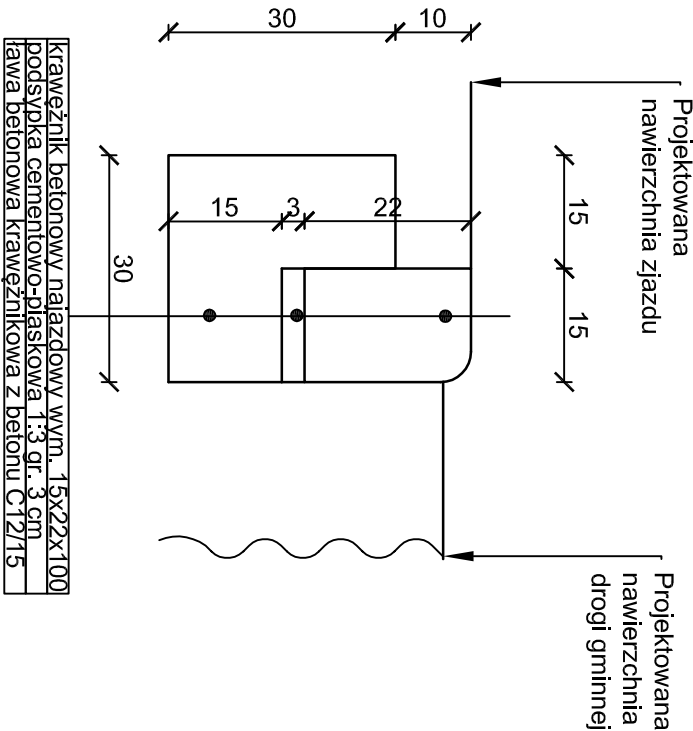 Projektowana
nawierzchnia zjazdu
Projektowana
nawierzchnia
drogi gminnej
15
15
10
30
22
3
15
30
krawężnik betonowy najazdowy wym. 15x22x100
podsypka cementowo-piaskowa 1:3 gr. 3 cm
ława betonowa krawężnikowa z betonu C12/15